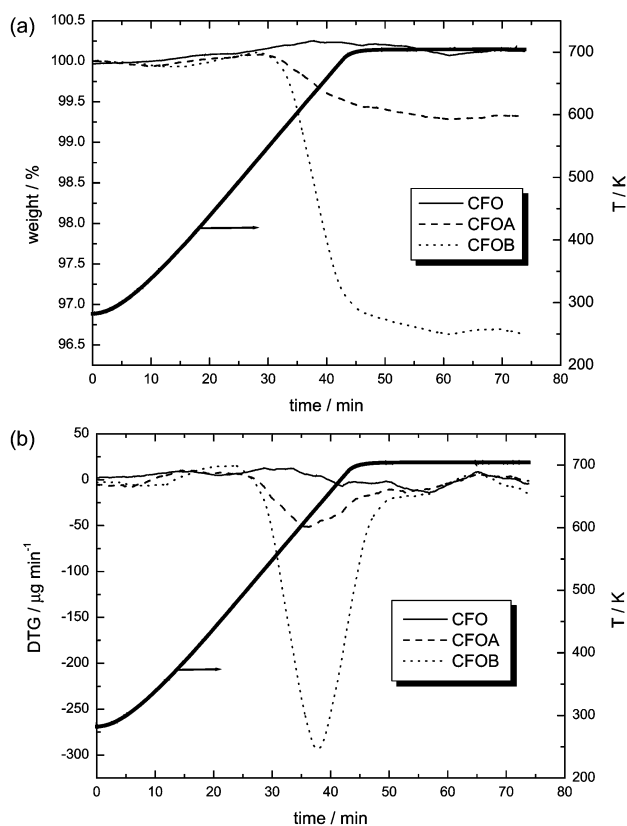 (a)
100.5
100.0
99.5
99.0
98.5
98.0
97.5
97.0
96.5
weight / %
700
600
500
400
300
200
T / K
CFO
CFOA
CFOB
0 10 20 30 40 50 60 70 80
time / min
(b)
50
0
-50
-100
-150
-200
-250
-300
DTG / μg min⁻¹
700
600
500
400
300
200
T / K
CFO
CFOA
CFOB
0 10 20 30 40 50 60 70 80
time / min